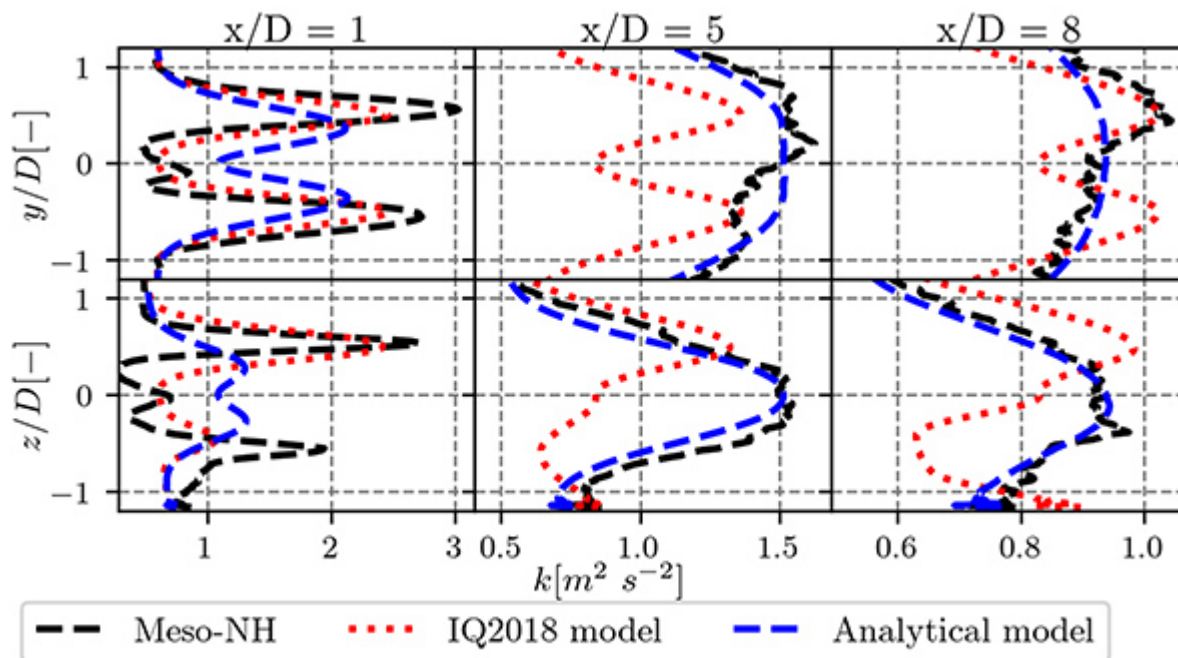 x/D = 1 x/D = 5 x/D = 8
y/D[−]
1
0
−1
z/D[−]
1
0
−1
1 2 3 0.5 1.0 1.5 0.6 0.8 1.0
k[m² s⁻²]
Meso-NH IQ2018 model Analytical model